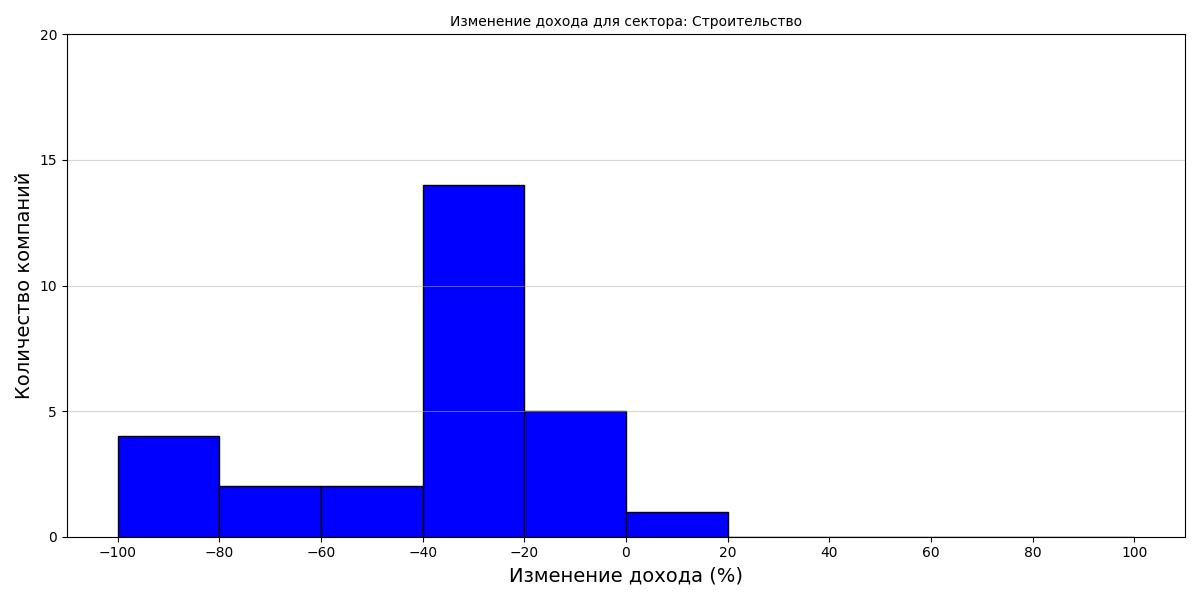 Изменение дохода для сектора: Строительство
Количество компаний
20
15
10
5
0
−100 −80 −60 −40 −20 0 20 40 60 80 100
Изменение дохода (%)